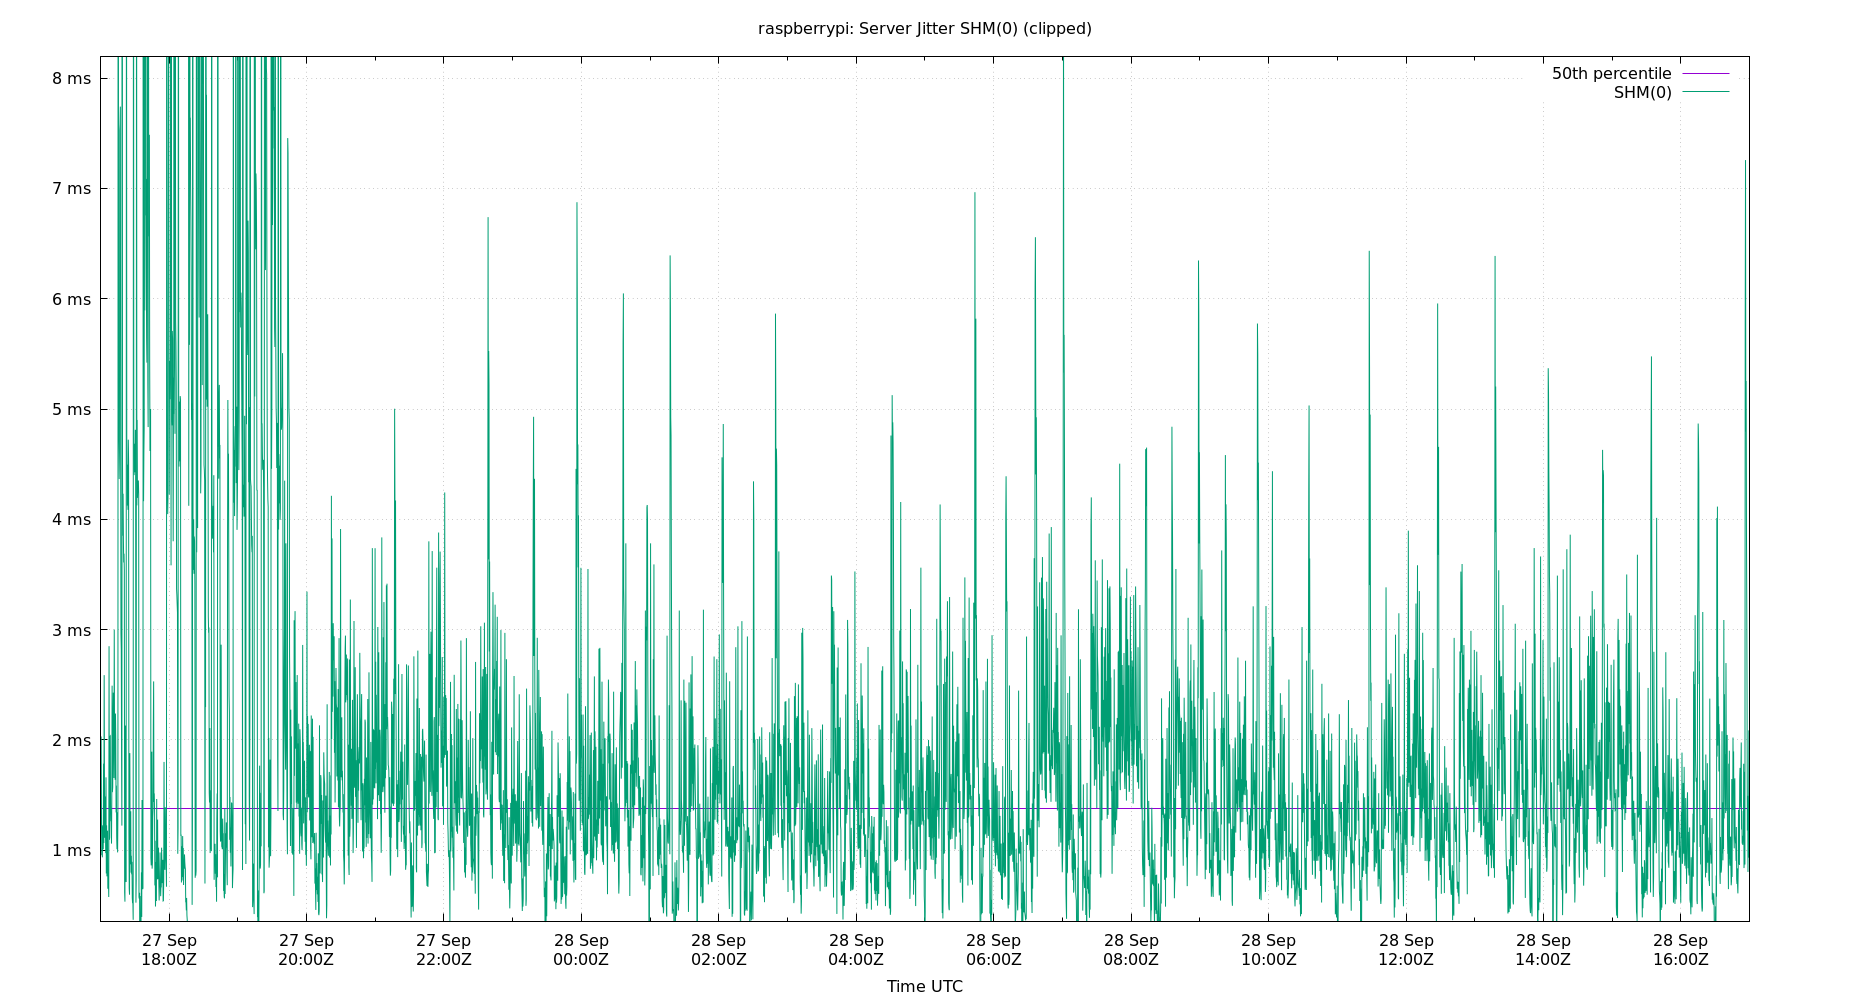 raspberrypi: Server Jitter SHM(0) (clipped)
50th percentile
SHM(0)
8 ms
7 ms
6 ms
5 ms
4 ms
3 ms
2 ms
1 ms
27 Sep 27 Sep 27 Sep 28 Sep 28 Sep 28 Sep 28 Sep 28 Sep 28 Sep 28 Sep 28 Sep 28 Sep
18:00Z 20:00Z 22:00Z 00:00Z 02:00Z 04:00Z 06:00Z 08:00Z 10:00Z 12:00Z 14:00Z 16:00Z
Time UTC